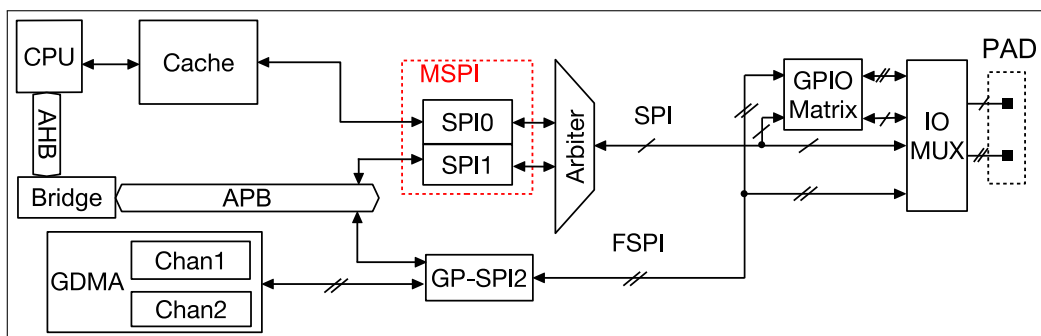 CPU
Cache
AHB
Bridge
APB
MSPI
SPI0
SPI1
Arbiter
SPI
GPIO
Matrix
IO
MUX
PAD
GDMA
Chan1
Chan2
GP-SPI2
FSPI